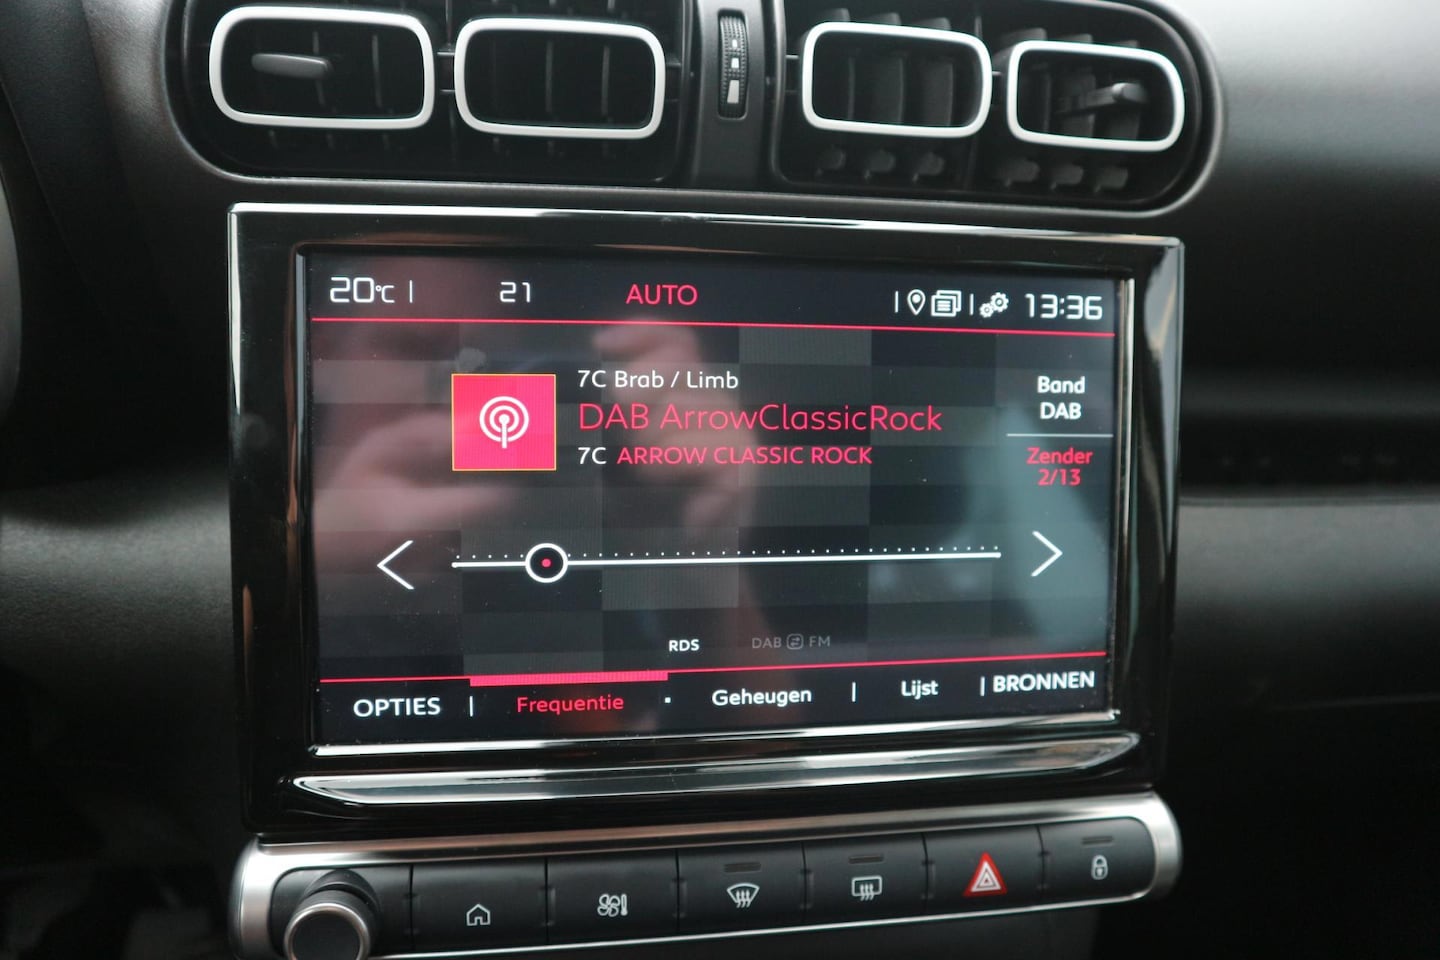 20°C | 21 AUTO | | 13:36
7C Brab / Limb
DAB ArrowClassicRock
7C ARROW CLASSIC ROCK
Band
DAB
Zender
2/13
RDS DAB FM
OPTIES | Frequentie · Geheugen | Lijst | BRONNEN